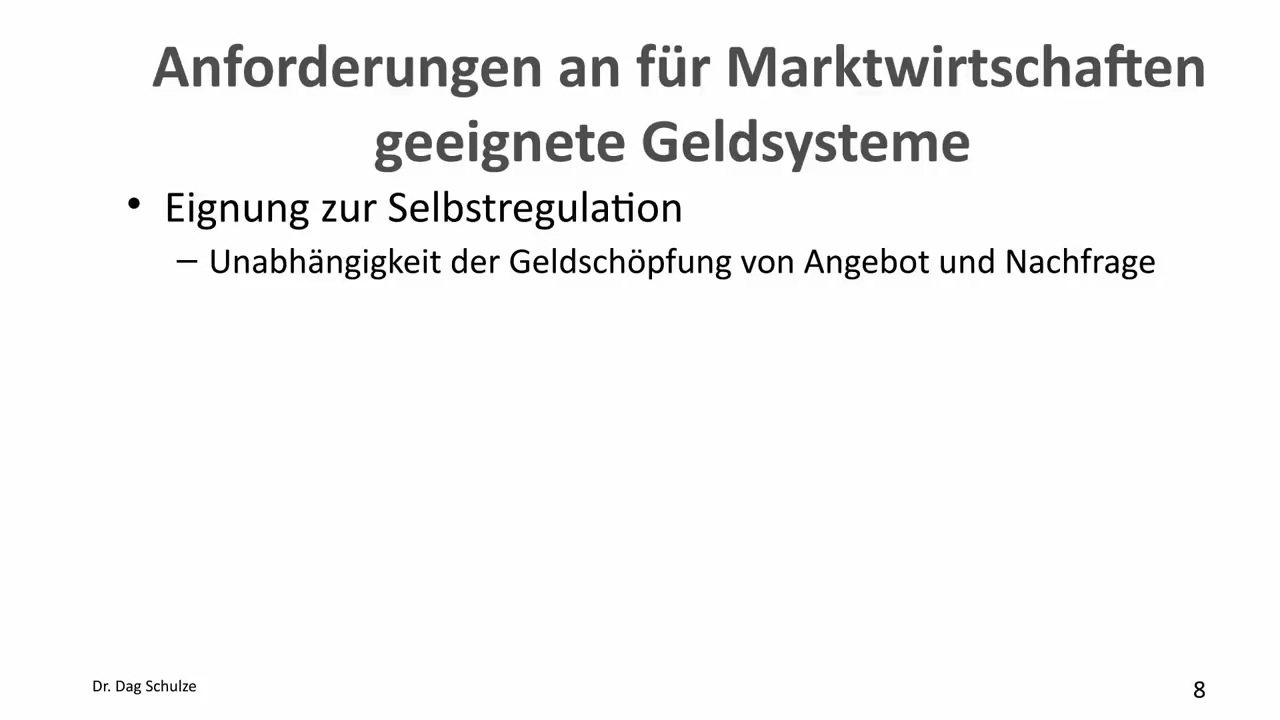 Anforderungen an für Marktwirtschaften
geeignete Geldsysteme
• Eignung zur Selbstregulation
– Unabhängigkeit der Geldschöpfung von Angebot und Nachfrage
Dr. Dag Schulze
8